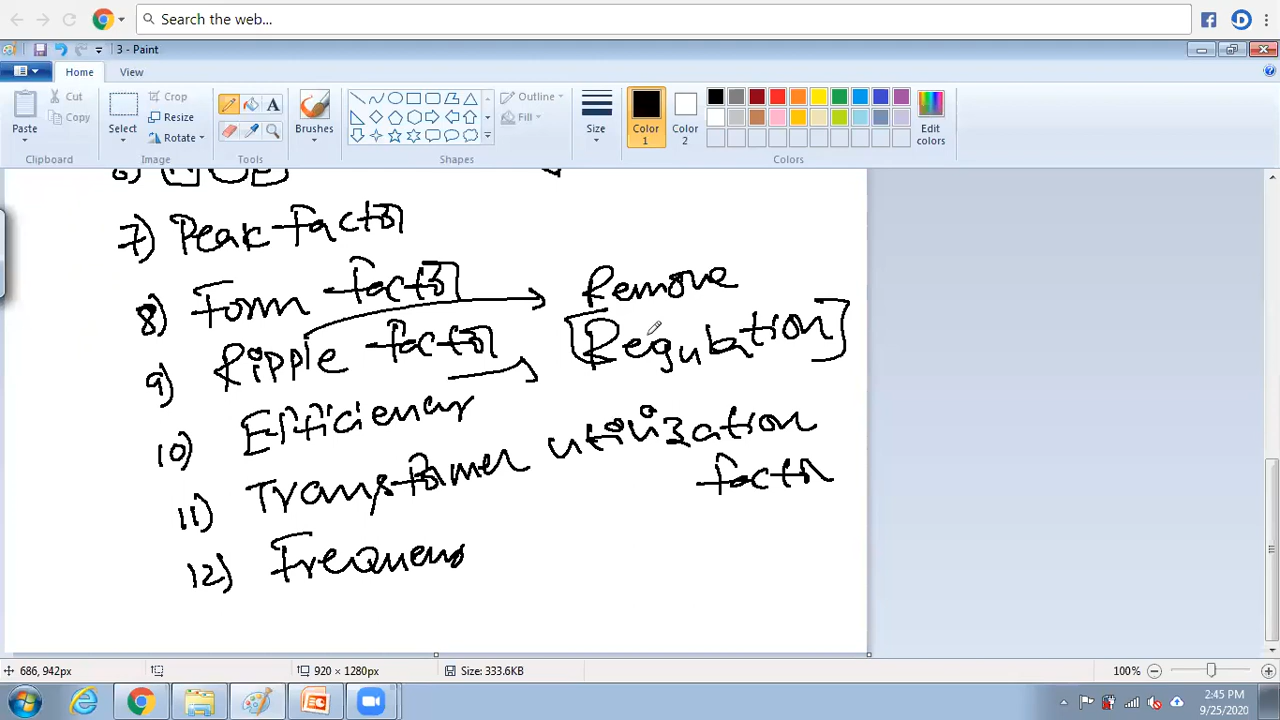 Search the web...
3 - Paint
Home View
Paste
Cut
Copy
Clipboard
Select
Crop
Resize
Rotate
Image
Tools
Brushes
Shapes
Outline
Fill
Size
Color 1
Color 2
Edit colors
Colors
7) Peak factor
8) Form factor
Remove
9) Ripple factor
[Regulation]
10) Efficiency
11) Transformer utilization
factor
12) Frequency
686, 942px
920 × 1280px
Size: 333.6KB
100%
2:45 PM
9/25/2020